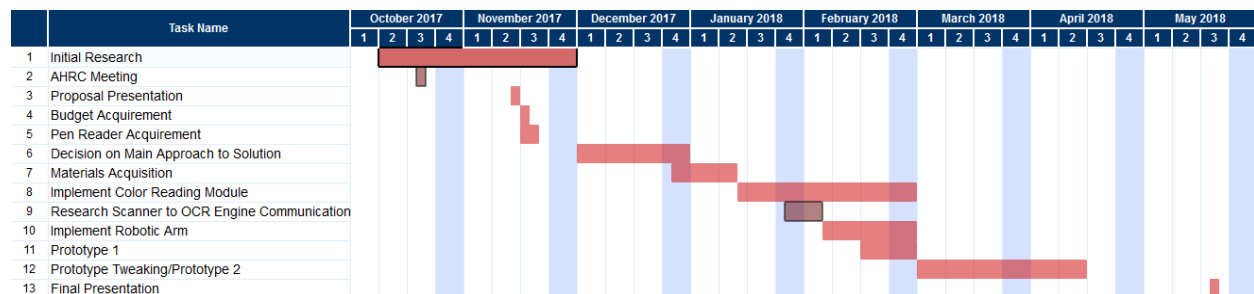 Task Name October 2017 November 2017 December 2017 January 2018 February 2018 March 2018 April 2018 May 2018
1 2 3 4 1 2 3 4 1 2 3 4 1 2 3 4 1 2 3 4 1 2 3 4 1 2 3 4 1 2 3 4
1 Initial Research
2 AHRC Meeting
3 Proposal Presentation
4 Budget Acquirement
5 Pen Reader Acquirement
6 Decision on Main Approach to Solution
7 Materials Acquisition
8 Implement Color Reading Module
9 Research Scanner to OCR Engine Communication
10 Implement Robotic Arm
11 Prototype 1
12 Prototype Tweaking/Prototype 2
13 Final Presentation